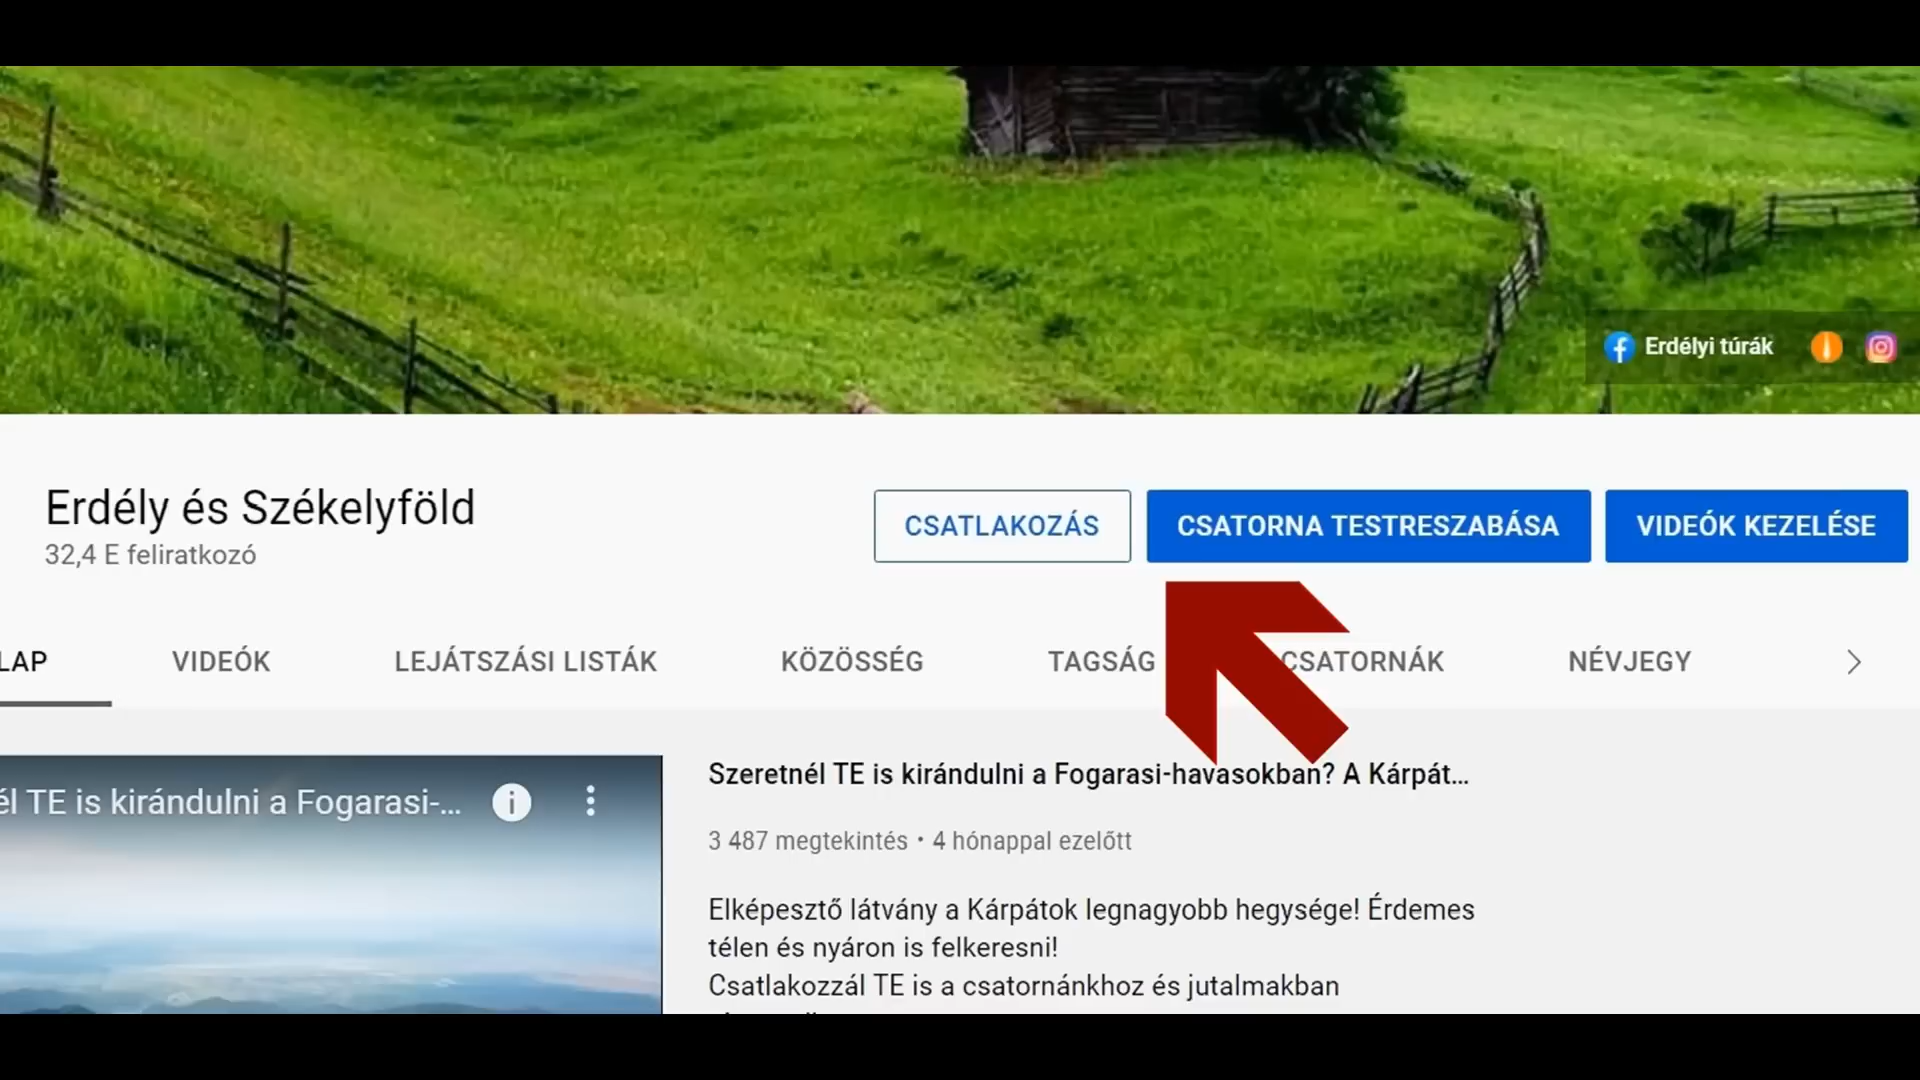 Erdélyi túrák
Erdély és Székelyföld
32,4 E feliratkozó
CSATLAKOZÁS
CSATORNA TESTRESZABÁSA
VIDEÓK KEZELÉSE
LAP
VIDEÓK
LEJÁTSZÁSI LISTÁK
KÖZÖSSÉG
TAGSÁG
CSATORNÁK
NÉVJEGY
él TE is kirándulni a Fogarasi-...
Szeretnél TE is kirándulni a Fogarasi-havasokban? A Kárpát...
3 487 megtekintés • 4 hónappal ezelőtt
Elképesztő látvány a Kárpátok legnagyobb hegysége! Érdemes
télen és nyáron is felkeresni!
Csatlakozzál TE is a csatornánkhoz és jutalmakban